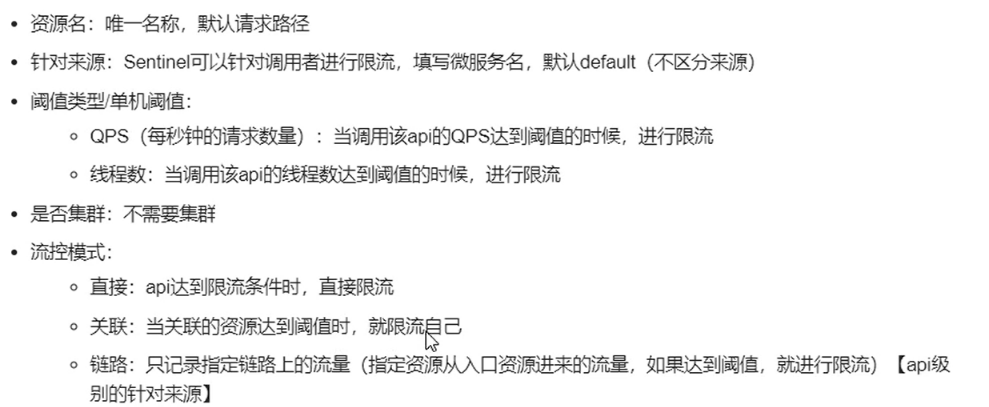 资源名：唯一名称，默认请求路径
针对来源：Sentinel可以针对调用者进行限流，填写微服务名，默认default（不区分来源）
阈值类型/单机阈值：
QPS（每秒钟的请求数量）：当调用该api的QPS达到阈值的时候，进行限流
线程数：当调用该api的线程数达到阈值的时候，进行限流
是否集群：不需要集群
流控模式：
直接：api达到限流条件时，直接限流
关联：当关联的资源达到阈值时，就限流自己
链路：只记录指定链路上的流量（指定资源从入口资源进来的流量，如果达到阈值，就进行限流）【api级
别的针对来源】